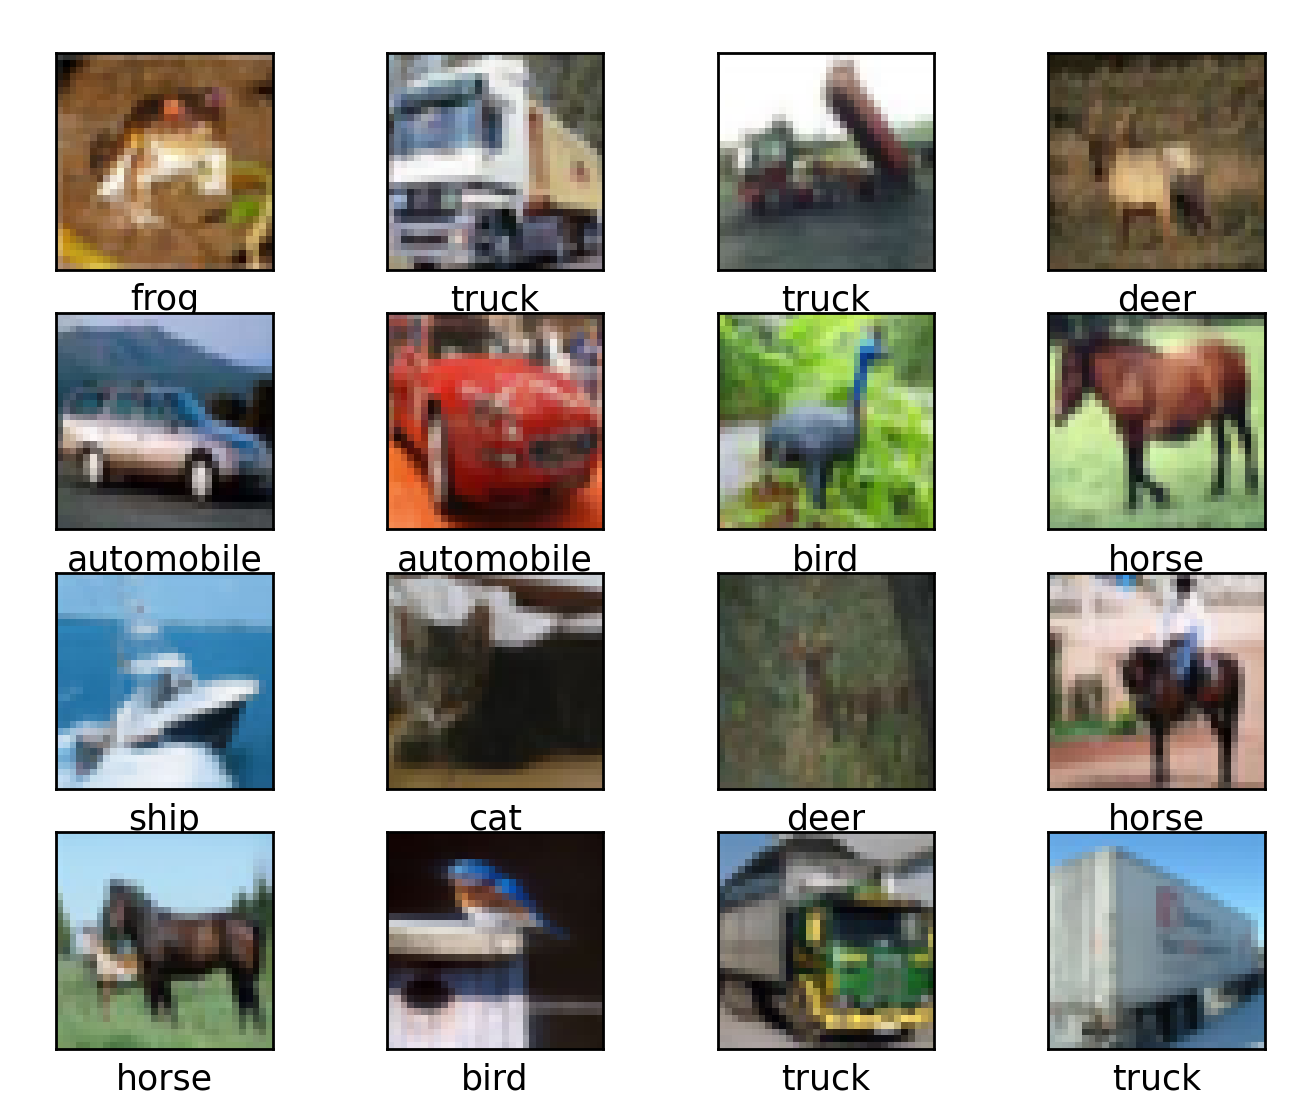 frog truck truck deer
automobile automobile bird horse
ship cat deer horse
horse bird truck truck